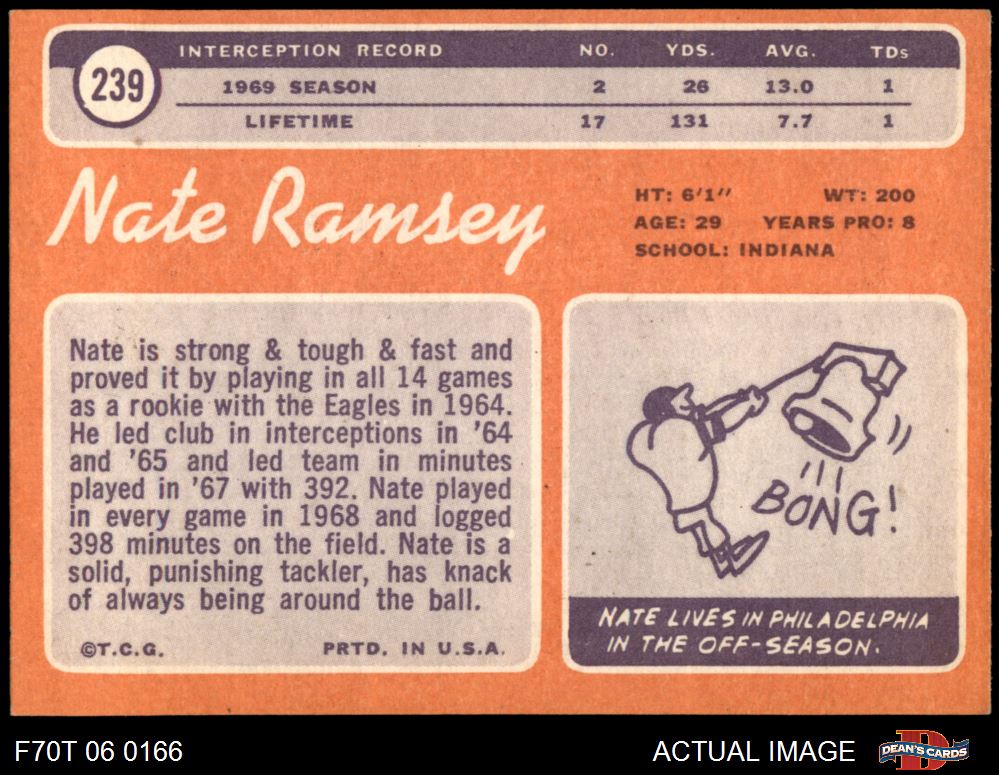 INTERCEPTION RECORD NO. YDS. AVG. TDs
239
1969 SEASON 2 26 13.0 1
LIFETIME 17 131 7.7 1
Nate Ramsey
HT: 6'1" WT: 200
AGE: 29 YEARS PRO: 8
SCHOOL: INDIANA
Nate is strong & tough & fast and
proved it by playing in all 14 games
as a rookie with the Eagles in 1964.
He led club in interceptions in '64
and '65 and led team in minutes
played in '67 with 392. Nate played
in every game in 1968 and logged
398 minutes on the field. Nate is a
solid, punishing tackler, has knack
of always being around the ball.
©T.C.G. PRTD. IN U.S.A.
BONG!
NATE LIVES IN PHILADELPHIA
IN THE OFF-SEASON.
F70T 06 0166 ACTUAL IMAGE
D
DEAN'S CARDS